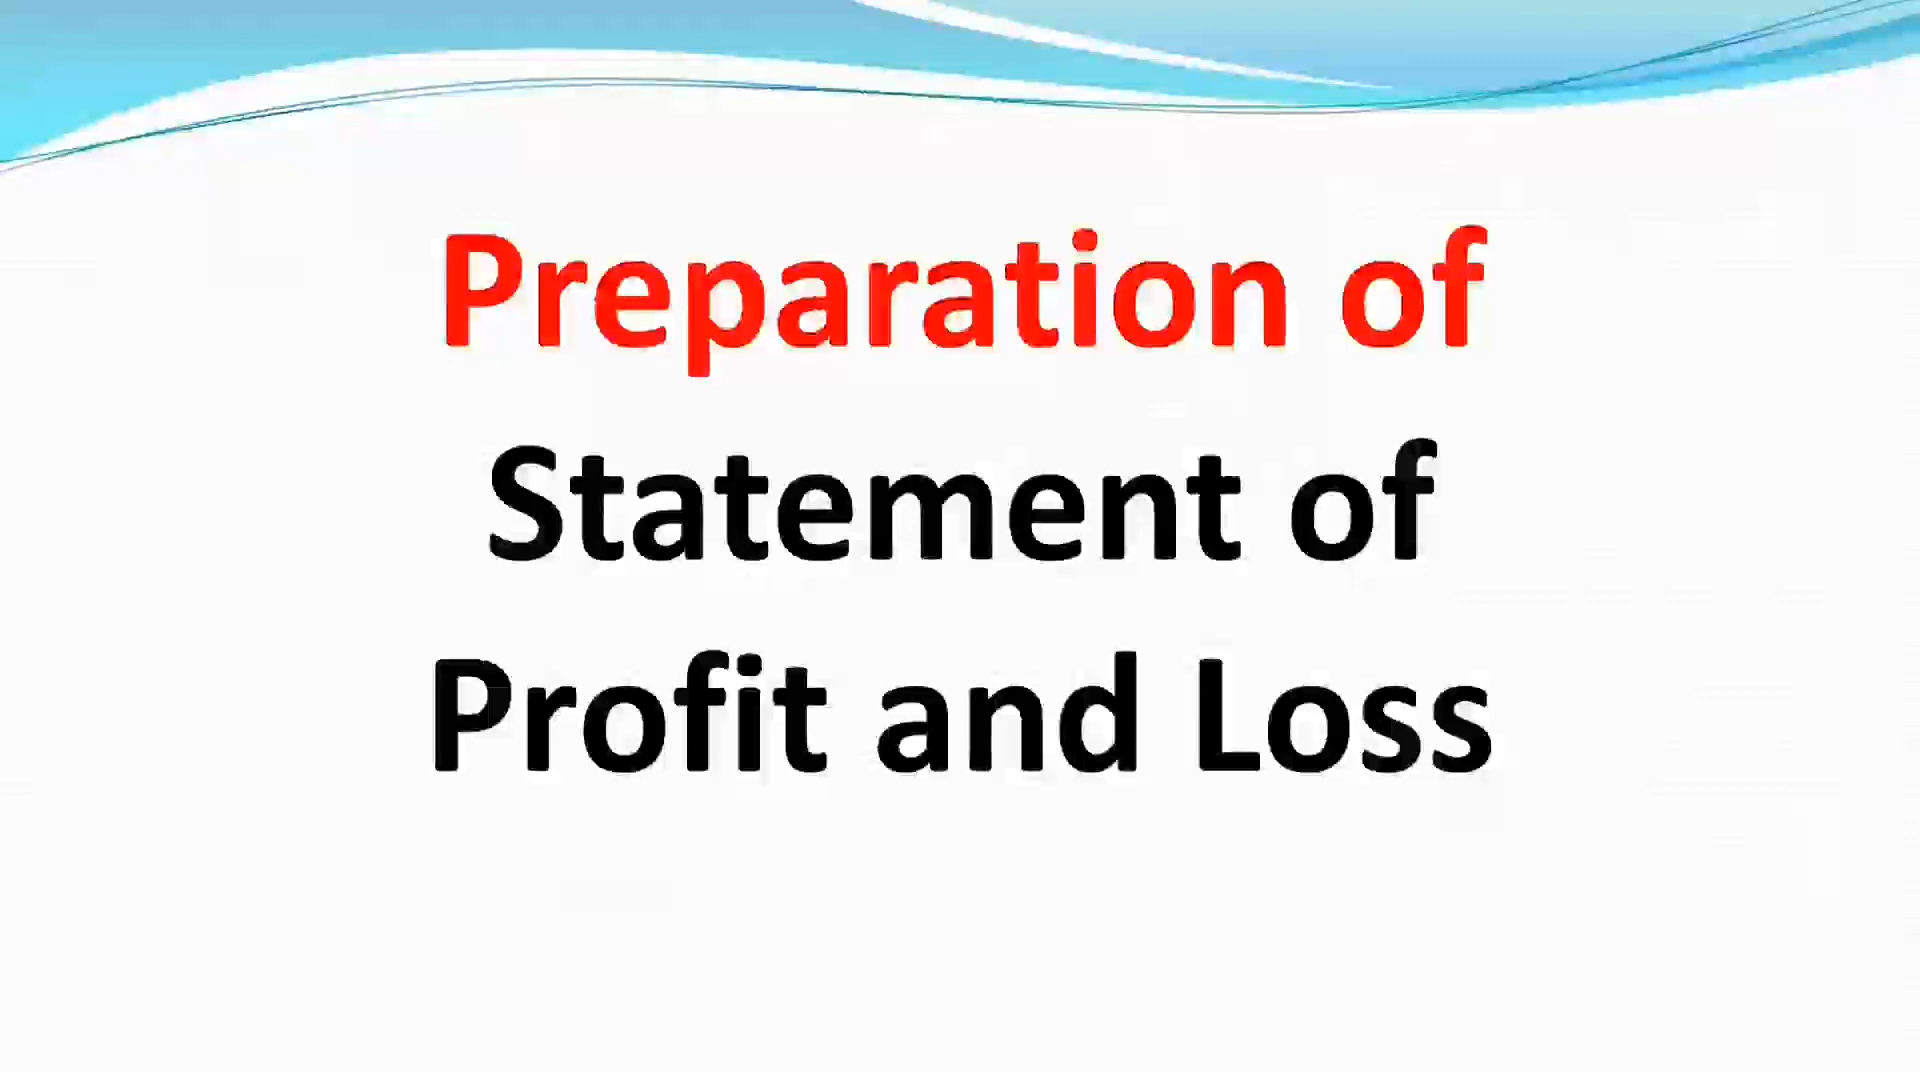 Preparation of
Statement of
Profit and Loss